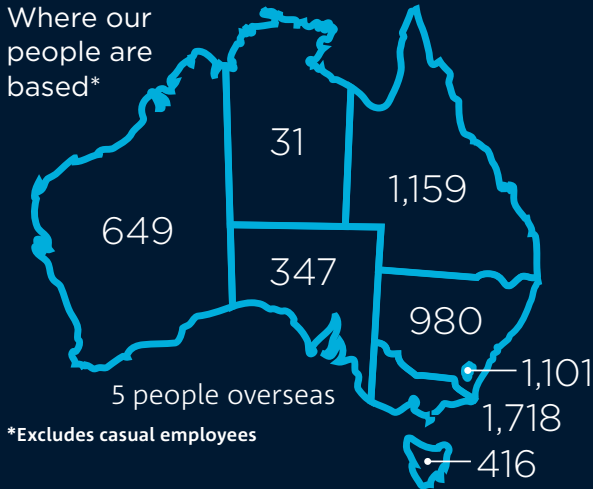 Where our
people are
based*
31
1,159
649
347
980
1,101
5 people overseas
1,718
*Excludes casual employees
416